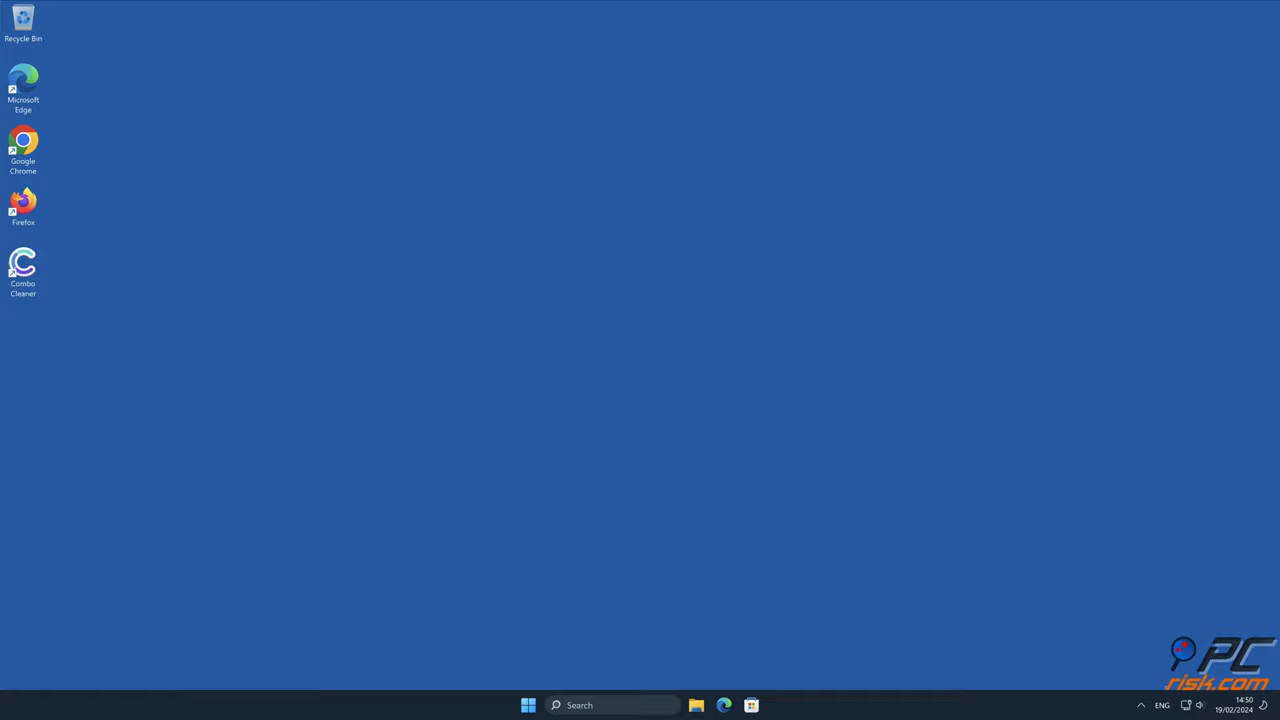 Recycle Bin
Microsoft
Edge
Google
Chrome
Firefox
Combo
Cleaner
PC
risk.com
Search
ENG
14:50
19/02/2024